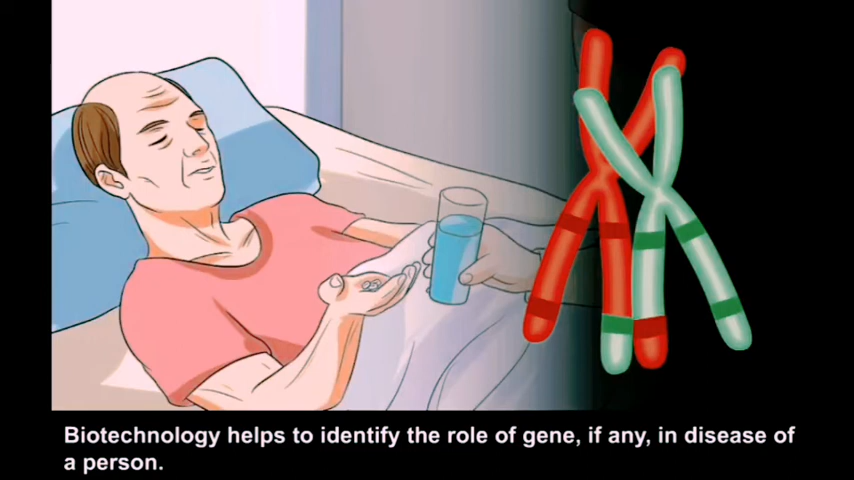 Biotechnology helps to identify the role of gene, if any, in disease of
a person.